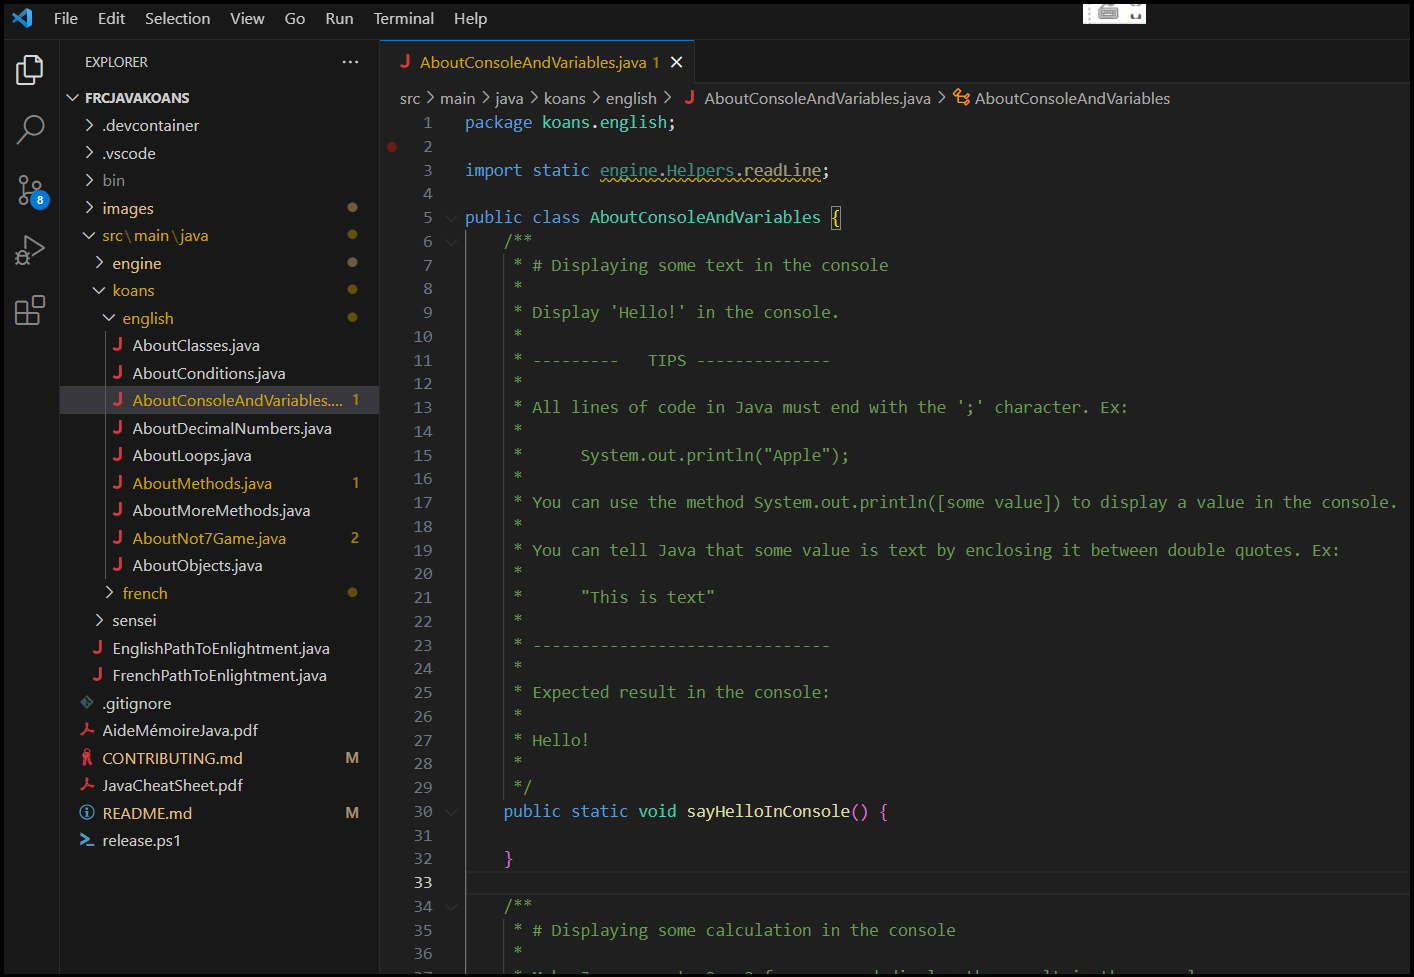 File Edit Selection View Go Run Terminal Help
EXPLORER ···
FRCJAVAKOANS
.devcontainer
.vscode
bin
images
src\main\java
engine
koans
english
AboutClasses.java
AboutConditions.java
AboutConsoleAndVariables.... 1
AboutDecimalNumbers.java
AboutLoops.java
AboutMethods.java 1
AboutMoreMethods.java
AboutNot7Game.java 2
AboutObjects.java
french
sensei
EnglishPathToEnlightment.java
FrenchPathToEnlightment.java
.gitignore
AideMémoireJava.pdf
CONTRIBUTING.md M
JavaCheatSheet.pdf
README.md M
release.ps1
8
AboutConsoleAndVariables.java 1
src > main > java > koans > english > AboutConsoleAndVariables.java > AboutConsoleAndVariables
1 package koans.english;
2
3 import static engine.Helpers.readLine;
4
5 public class AboutConsoleAndVariables {
6 /**
7 * # Displaying some text in the console
8 *
9 * Display 'Hello!' in the console.
10 *
11 * --------- TIPS --------------
12 *
13 * All lines of code in Java must end with the ';' character. Ex:
14 *
15 * System.out.println("Apple");
16 *
17 * You can use the method System.out.println([some value]) to display a value in the console.
18 *
19 * You can tell Java that some value is text by enclosing it between double quotes. Ex:
20 *
21 * "This is text"
22 *
23 * -------------------------------
24 *
25 * Expected result in the console:
26 *
27 * Hello!
28 *
29 */
30 public static void sayHelloInConsole() {
31
32 }
33
34 /**
35 * # Displaying some calculation in the console
36 *